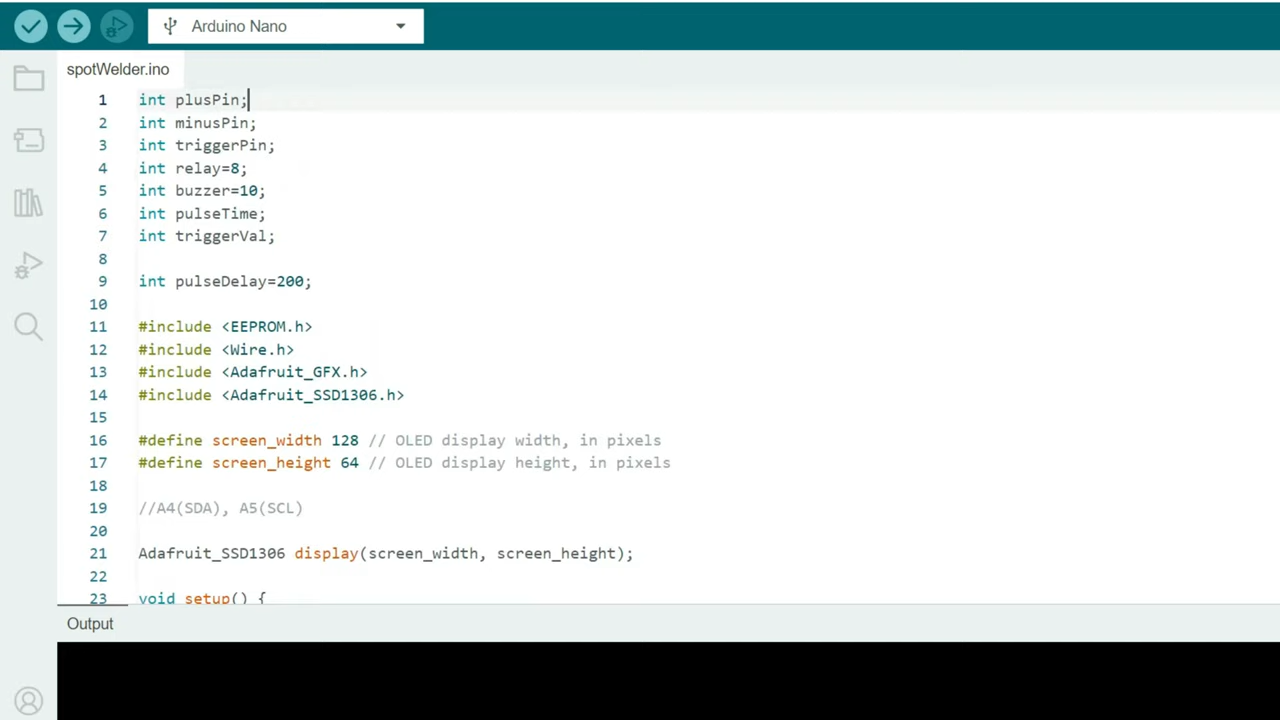 Arduino Nano
spotWelder.ino
1 int plusPin;
2 int minusPin;
3 int triggerPin;
4 int relay=8;
5 int buzzer=10;
6 int pulseTime;
7 int triggerVal;
8
9 int pulseDelay=200;
10
11 #include <EEPROM.h>
12 #include <Wire.h>
13 #include <Adafruit_GFX.h>
14 #include <Adafruit_SSD1306.h>
15
16 #define screen_width 128 // OLED display width, in pixels
17 #define screen_height 64 // OLED display height, in pixels
18
19 //A4(SDA), A5(SCL)
20
21 Adafruit_SSD1306 display(screen_width, screen_height);
22
23 void setup() {
Output